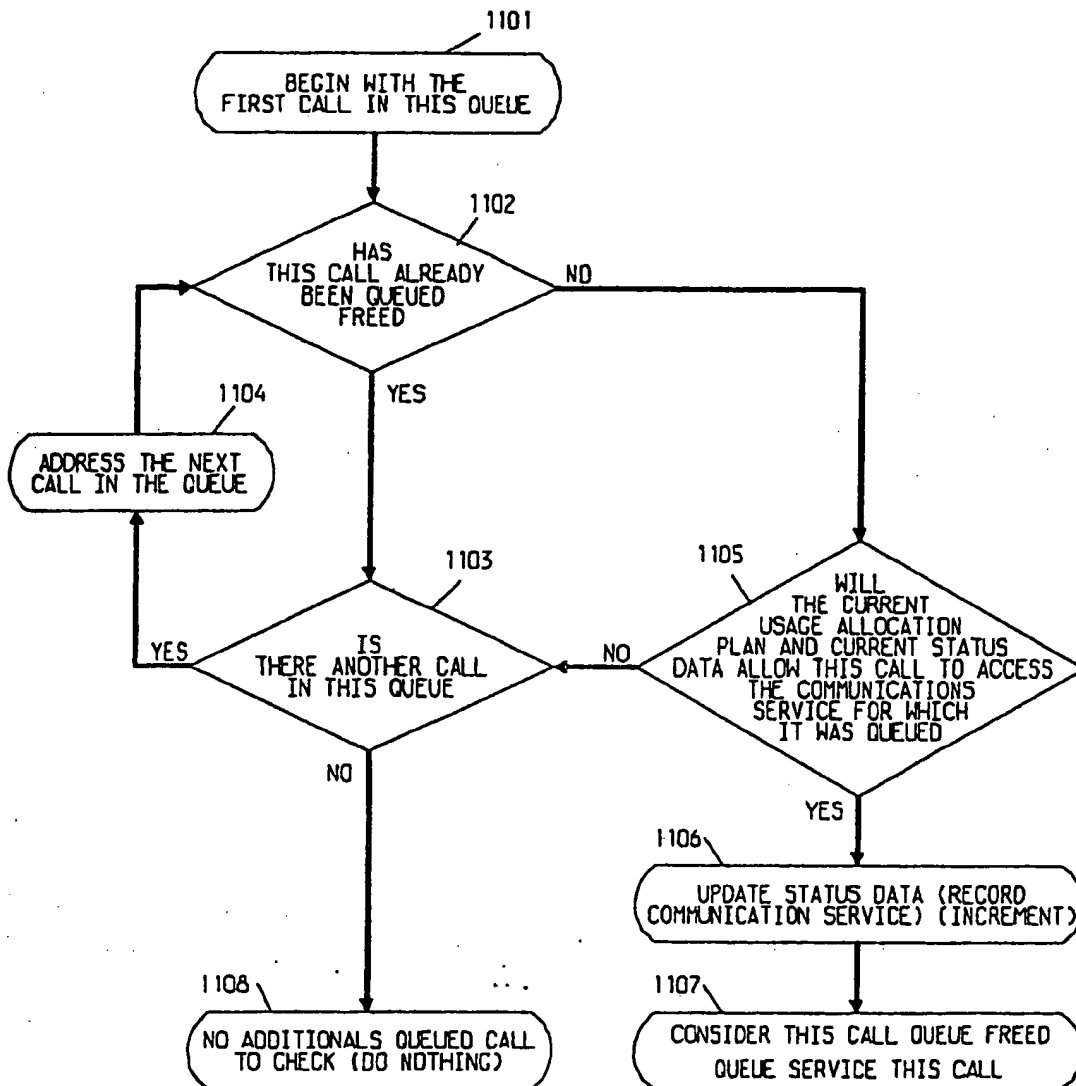 1101
BEGIN WITH THE
FIRST CALL IN THIS QUEUE
1102
HAS
THIS CALL ALREADY
BEEN QUEUED
FREED
NO
YES
1104
ADDRESS THE NEXT
CALL IN THE QUEUE
1103
IS
THERE ANOTHER CALL
IN THIS QUEUE
YES
NO
1105
WILL
THE CURRENT
USAGE ALLOCATION
PLAN AND CURRENT STATUS
DATA ALLOW THIS CALL TO ACCESS
THE COMMUNICATIONS
SERVICE FOR WHICH
IT WAS QUEUED
NO
YES
1106
UPDATE STATUS DATA (RECORD
COMMUNICATION SERVICE) (INCREMENT)
1108
NO ADDITIONALS QUEUED CALL
TO CHECK (DO NOTHING)
1107
CONSIDER THIS CALL QUEUE FREED
QUEUE SERVICE THIS CALL